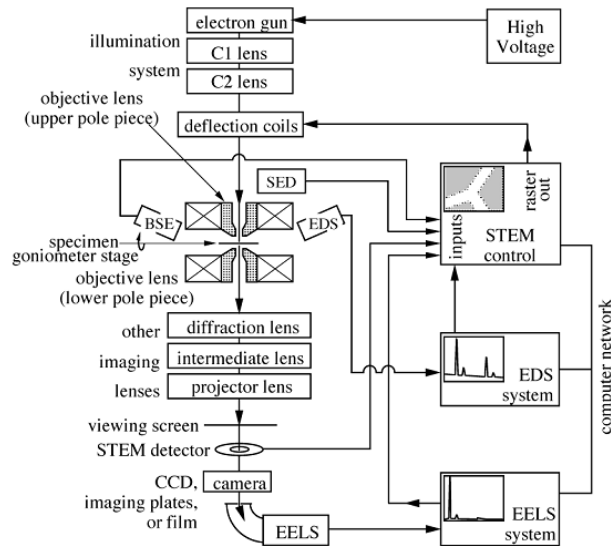 electron gun
High
Voltage
illumination
system
C1 lens
C2 lens
objective lens
(upper pole piece)
deflection coils
SED
BSE
EDS
raster out
inputs
STEM
control
specimen
goniometer stage
objective lens
(lower pole piece)
other
imaging
lenses
diffraction lens
intermediate lens
projector lens
EDS
system
computer network
viewing screen
STEM detector
CCD,
imaging plates,
or film
camera
EELS
EELS
system